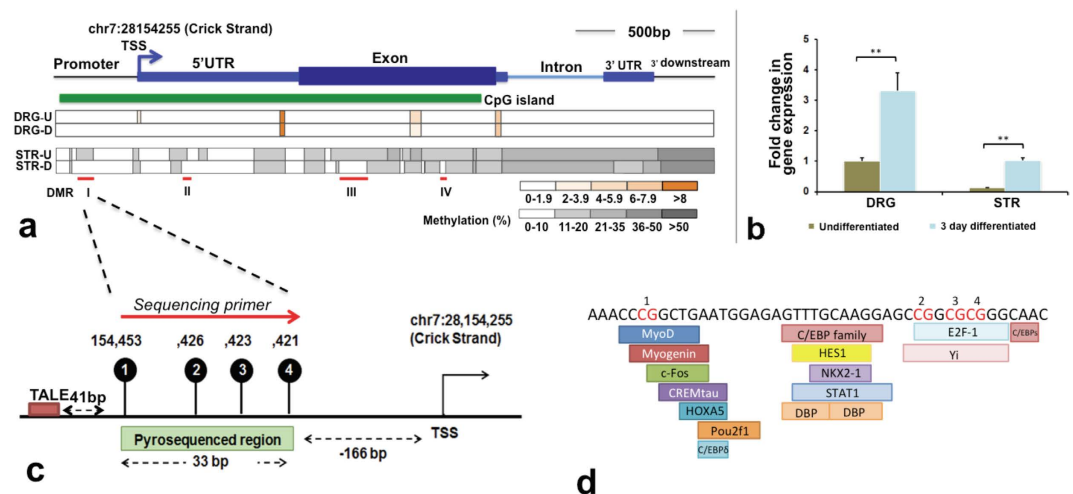 chr7:28154255 (Crick Strand)
TSS
500bp
Promoter
5'UTR
Exon
Intron
3' UTR
3' downstream
CpG island
DRG-U
DRG-D
STR-U
STR-D
DMR I II III IV
0-1.9 2-3.9 4-5.9 6-7.9 >8
Methylation (%)
0-10 11-20 21-35 36-50 >50
a
Fold change in
gene expression
5
4
3
2
1
0
**
**
DRG STR
Undifferentiated 3 day differentiated
b
Sequencing primer
chr7:28,154,255
(Crick Strand)
154,453 ,426 ,423 ,421
1 2 3 4
TALE 41bp
TSS
Pyrosequenced region
-166 bp
33 bp
c
1 2 3 4
AAACCCGGCTGAATGGAGAGTTTGCAAGGAGCCGGCGCGGCAAC
MyoD
C/EBP family
E2F-1
C/EBPs
Myogenin
HES1
Yi
c-Fos
NKX2-1
CREMtau
STAT1
HOXA5
DBP DBP
Pou2f1
C/EBPδ
d